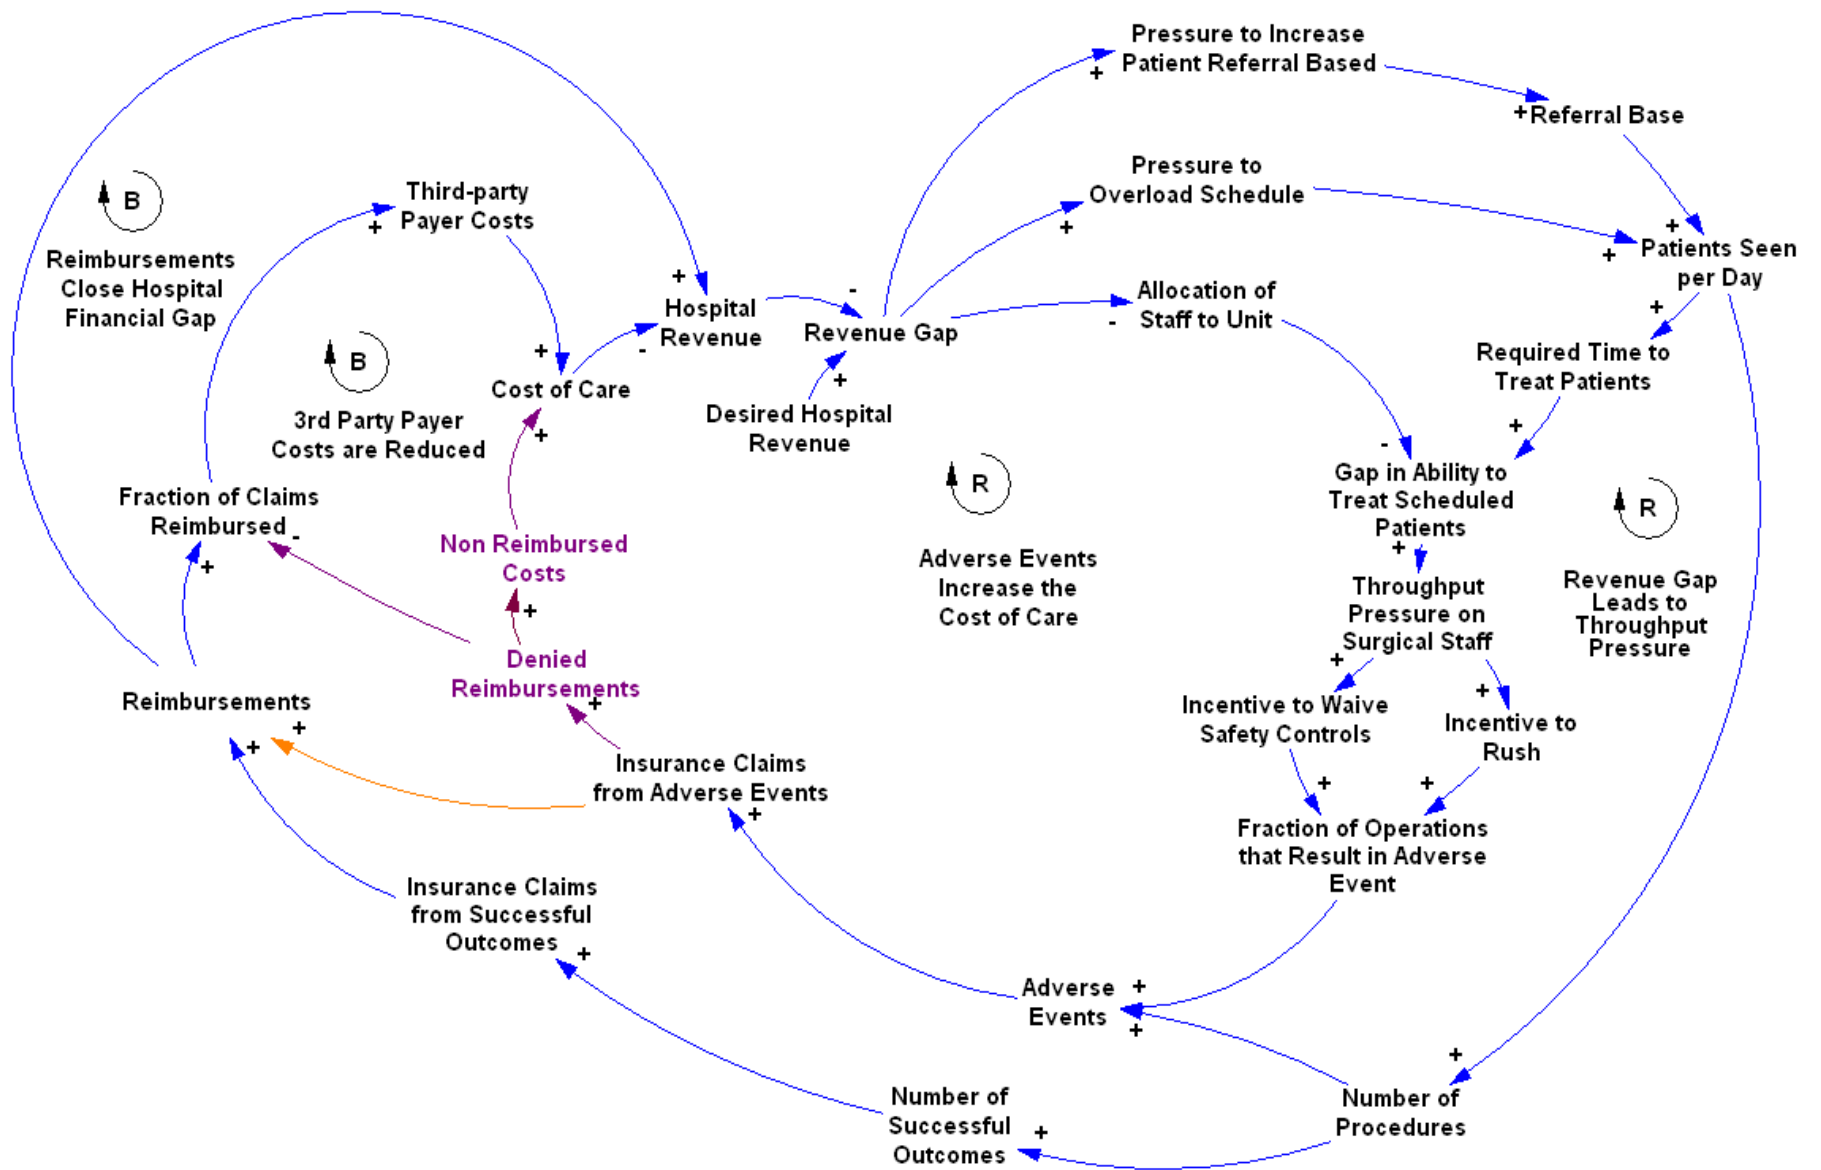 Pressure to Increase
Patient Referral Based
+
+
Referral Base
Pressure to
Overload Schedule
+
+
+
Patients Seen
per Day
+
B
Reimbursements
Close Hospital
Financial Gap
Third-party
Payer Costs
+
B
3rd Party Payer
Costs are Reduced
+
Cost of Care
+
-
+
Hospital
Revenue
-
Revenue Gap
+
Desired Hospital
Revenue
-
Allocation of
Staff to Unit
Required Time to
Treat Patients
+
-
Gap in Ability to
Treat Scheduled
Patients
+
R
Adverse Events
Increase the
Cost of Care
R
Revenue Gap
Leads to
Throughput
Pressure
Throughput
Pressure on
Surgical Staff
+
+
Incentive to Waive
Safety Controls
Incentive to
Rush
+
+
Fraction of Operations
that Result in Adverse
Event
Fraction of Claims
Reimbursed
-
+
Non Reimbursed
Costs
+
Denied
Reimbursements
+
Reimbursements
+
+
Insurance Claims
from Adverse Events
+
Insurance Claims
from Successful
Outcomes
+
Adverse
Events
+
+
+
Number of
Successful
Outcomes
+
Number of
Procedures